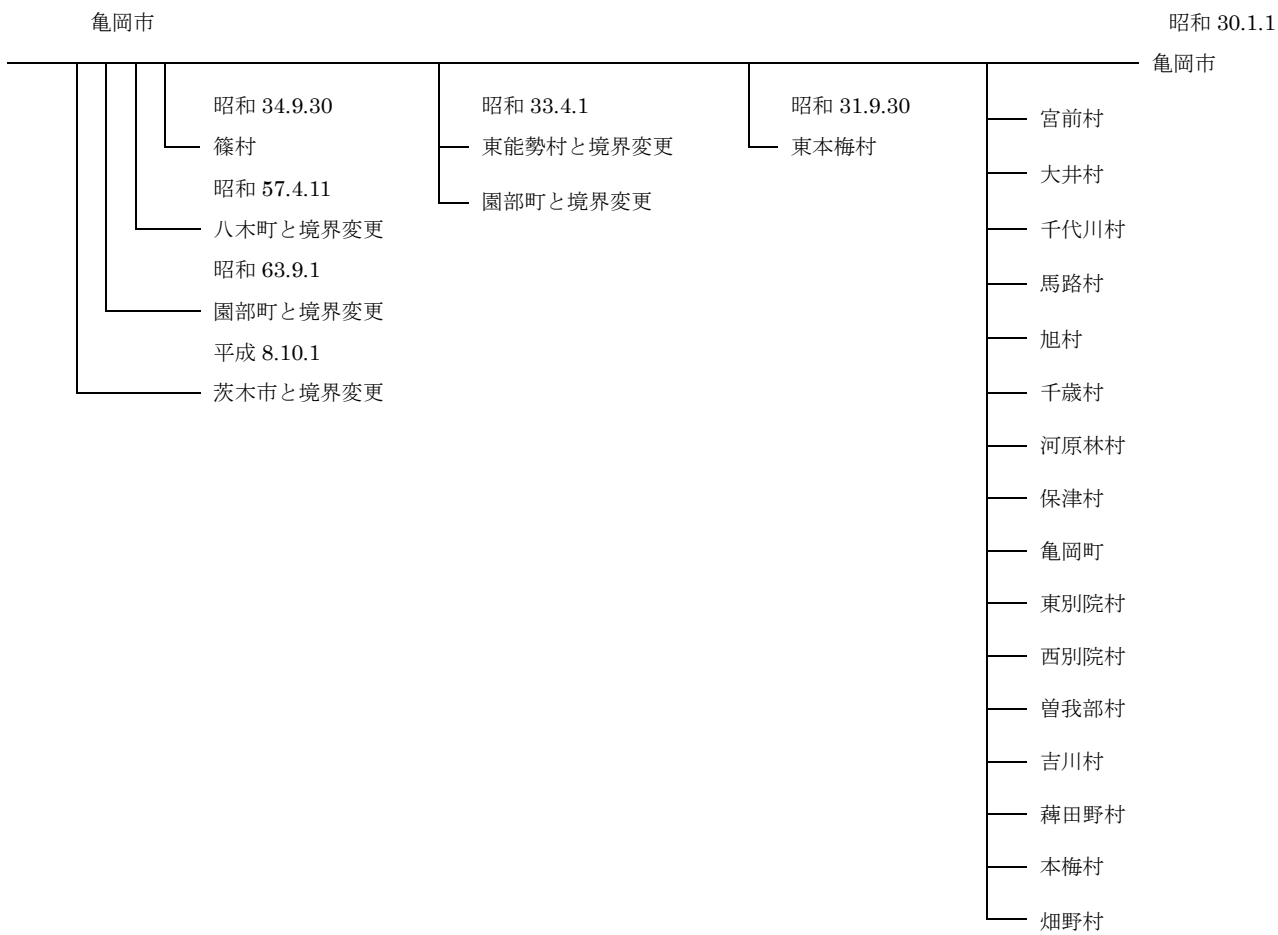 亀岡市
昭和 30.1.1
亀岡市
昭和 34.9.30
篠村
昭和 57.4.11
八木町と境界変更
昭和 63.9.1
園部町と境界変更
平成 8.10.1
茨木市と境界変更
昭和 33.4.1
東能勢村と境界変更
園部町と境界変更
昭和 31.9.30
東本梅村
宮前村
大井村
千代川村
馬路村
旭村
千歳村
河原林村
保津村
亀岡町
東別院村
西別院村
曽我部村
吉川村
薭田野村
本梅村
畑野村